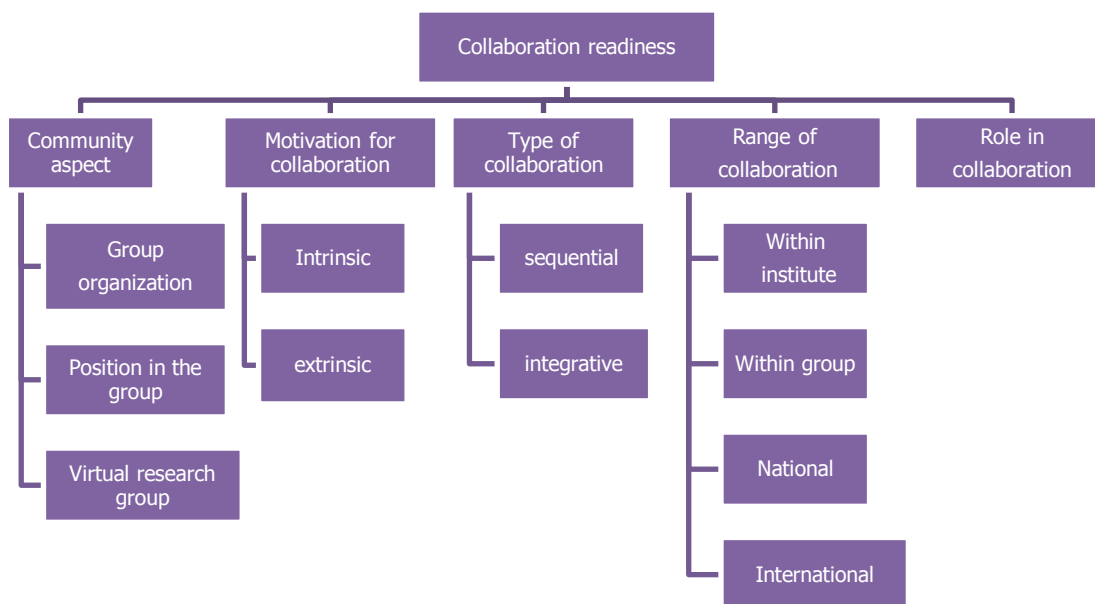 Collaboration readiness
Community
aspect
Motivation for
collaboration
Type of
collaboration
Range of
collaboration
Role in
collaboration
Group
organization
Position in the
group
Virtual research
group
Intrinsic
extrinsic
sequential
integrative
Within
institute
Within group
National
International